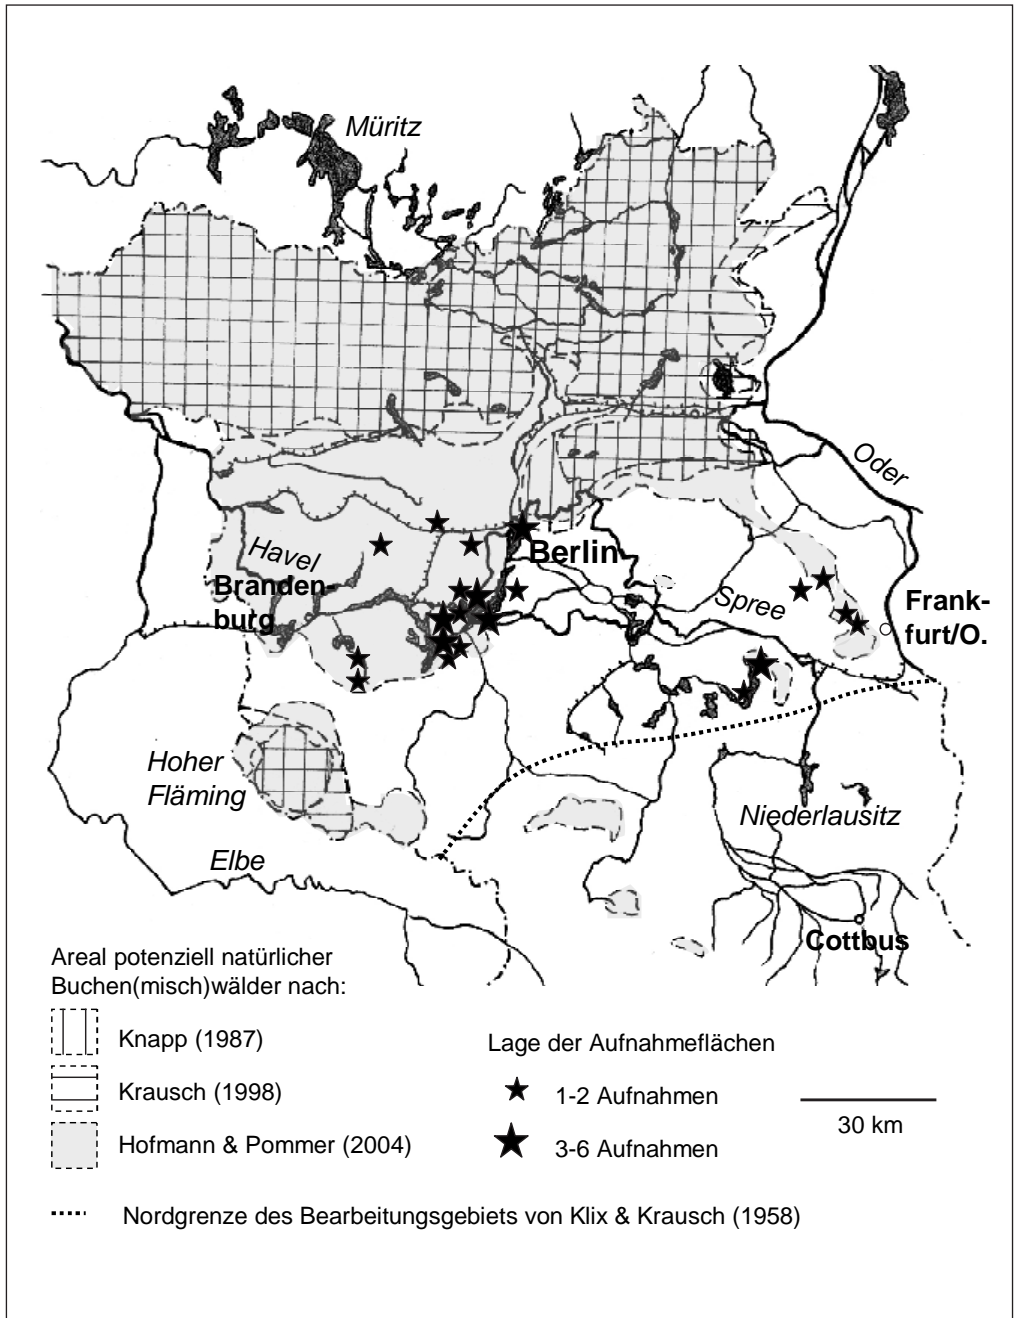 Müritz
Oder
Havel
Berlin
Branden-
burg
Spree
Frank-
furt/O.
Hoher
Fläming
Niederlausitz
Elbe
Cottbus
Areal potenziell natürlicher
Buchen(misch)wälder nach:
Knapp (1987)
Krausch (1998)
Hofmann & Pommer (2004)
Lage der Aufnahmeflächen
1-2 Aufnahmen
3-6 Aufnahmen
30 km
Nordgrenze des Bearbeitungsgebiets von Klix & Krausch (1958)